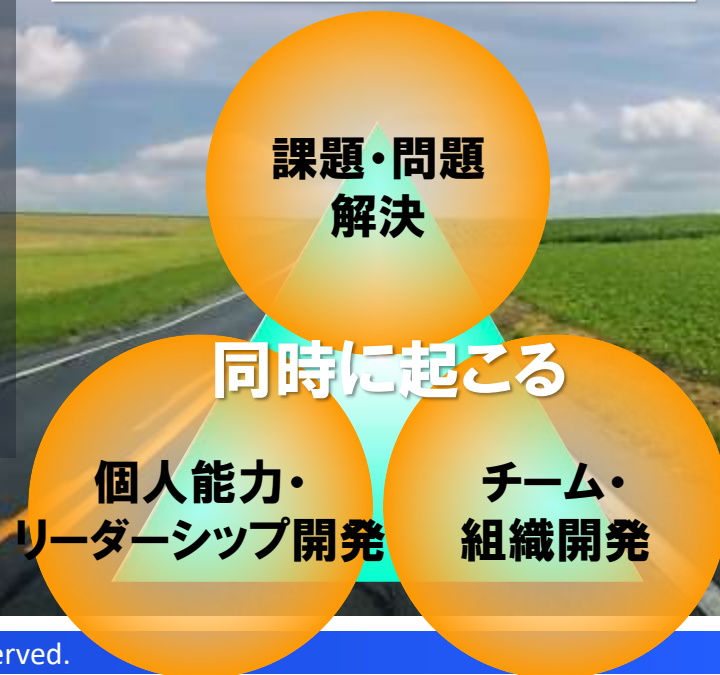 課題・問題
解決
同時に起こる
個人能力・
リーダーシップ開発
チーム・
組織開発
erved.